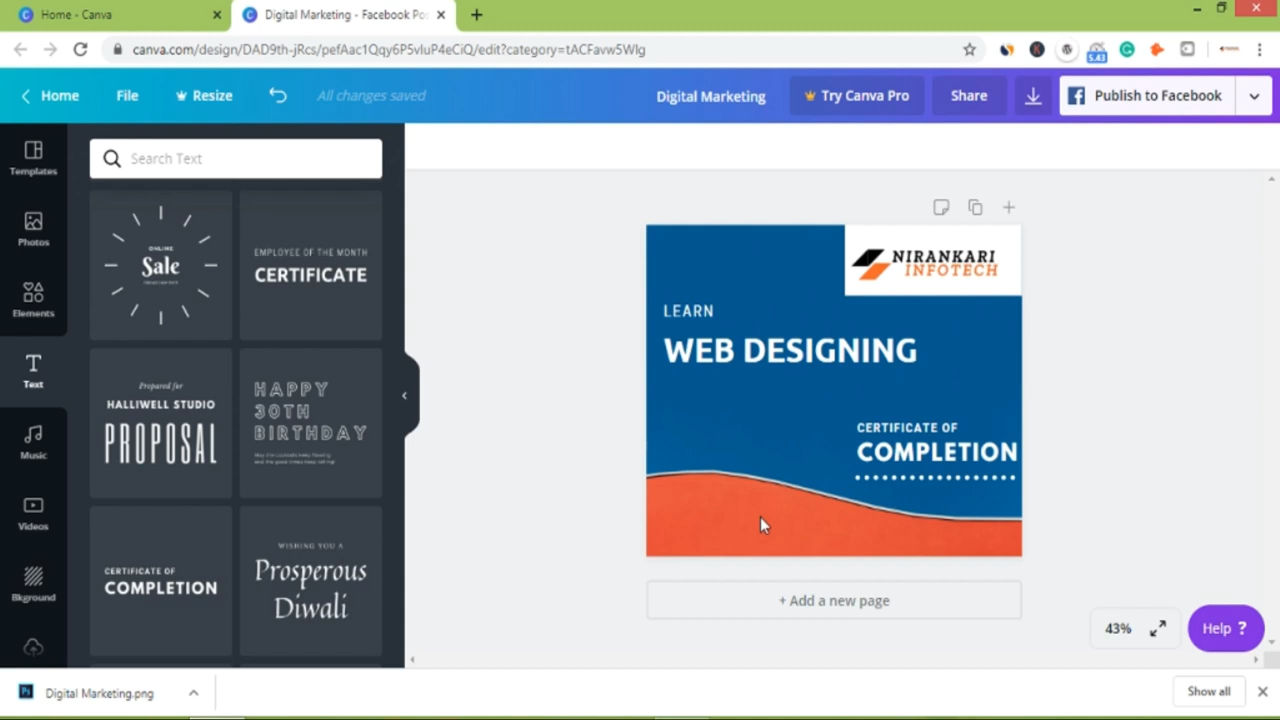 Home - Canva
Digital Marketing - Facebook Po
canva.com/design/DAD9th-jRcs/pefAac1Qqy6P5vIuP4eCiQ/edit?category=tACFavw5Wlg
5.43
Home
File
Resize
All changes saved
Digital Marketing
Try Canva Pro
Share
Publish to Facebook
Templates
Photos
Elements
Text
Music
Videos
Bkground
Search Text
ONLINE
Sale
EMPLOYEE OF THE MONTH
CERTIFICATE
Prepared for
HALLIWELL STUDIO
PROPOSAL
HAPPY
30TH
BIRTHDAY
CERTIFICATE OF
COMPLETION
WISHING YOU A
Prosperous
Diwali
NIRANKARI
INFOTECH
LEARN
WEB DESIGNING
CERTIFICATE OF
COMPLETION
+ Add a new page
43%
Help ?
Digital Marketing.png
Show all